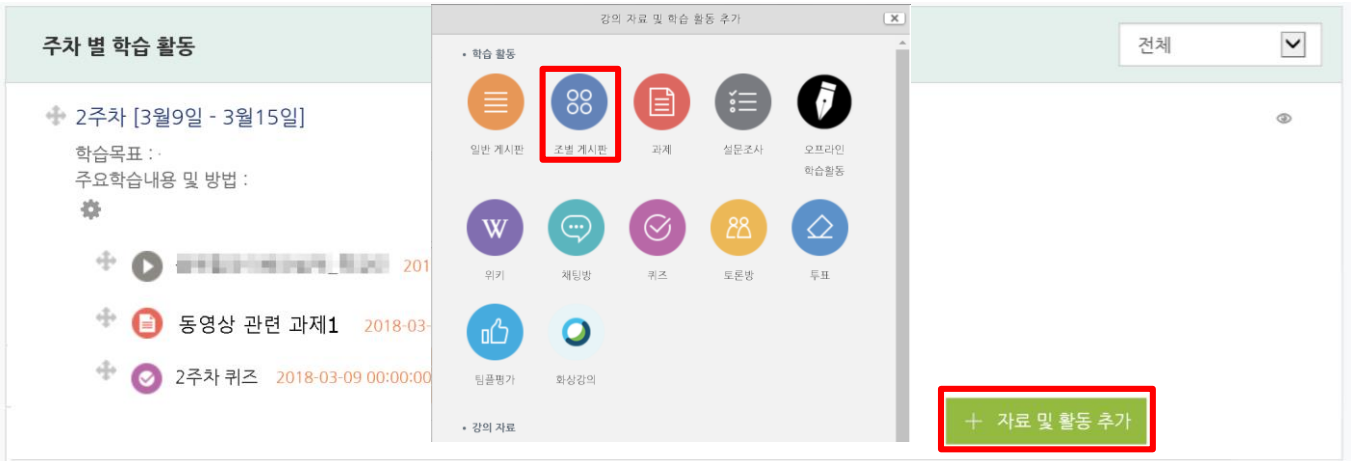 주차 별 학습 활동
전체
2주차 [3월9일 - 3월15일]
학습목표 : -
주요학습내용 및 방법 :
201
동영상 관련 과제1 2018-03-
2주차 퀴즈 2018-03-09 00:00:00
강의 자료 및 학습 활동 추가
• 학습 활동
일반 게시판 조별 게시판 과제 설문조사 오프라인
학습활동
W
위키 채팅방 퀴즈 토론방 투표
팀플평가 화상강의
• 강의 자료
+ 자료 및 활동 추가